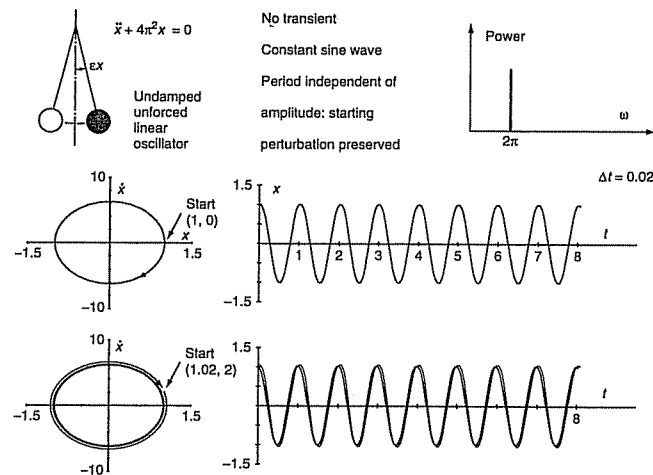 ẍ + 4π²x = 0
εx
Undamped
unforced
linear
oscillator
No transient
Constant sine wave
Period independent of
amplitude: starting
perturbation preserved
Power
ω
2π
Δt = 0.02
10
ẋ
Start
(1, 0)
x
-1.5
1.5
-10
1.5
x
1
2
3
4
5
6
7
8
t
-1.5
10
ẋ
Start
(1.02, 2)
-1.5
1.5
-10
1.5
t
8
-1.5